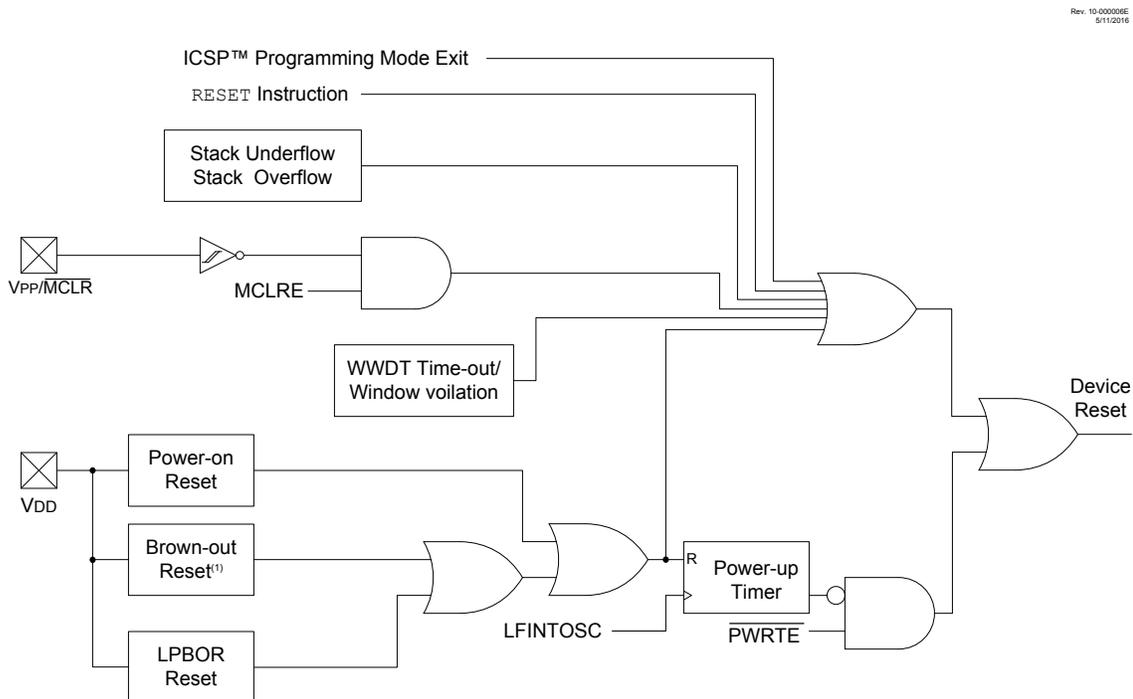 Rev. 10-000006E
5/11/2016
ICSP™ Programming Mode Exit
RESET Instruction
Stack Underflow
Stack Overflow
VPP/MCLR
MCLRE
WWDT Time-out/
Window voilation
Device
Reset
Power-on
Reset
VDD
Brown-out
Reset(1)
R
Power-up
Timer
LFINTOSC
PWRTE
LPBOR
Reset